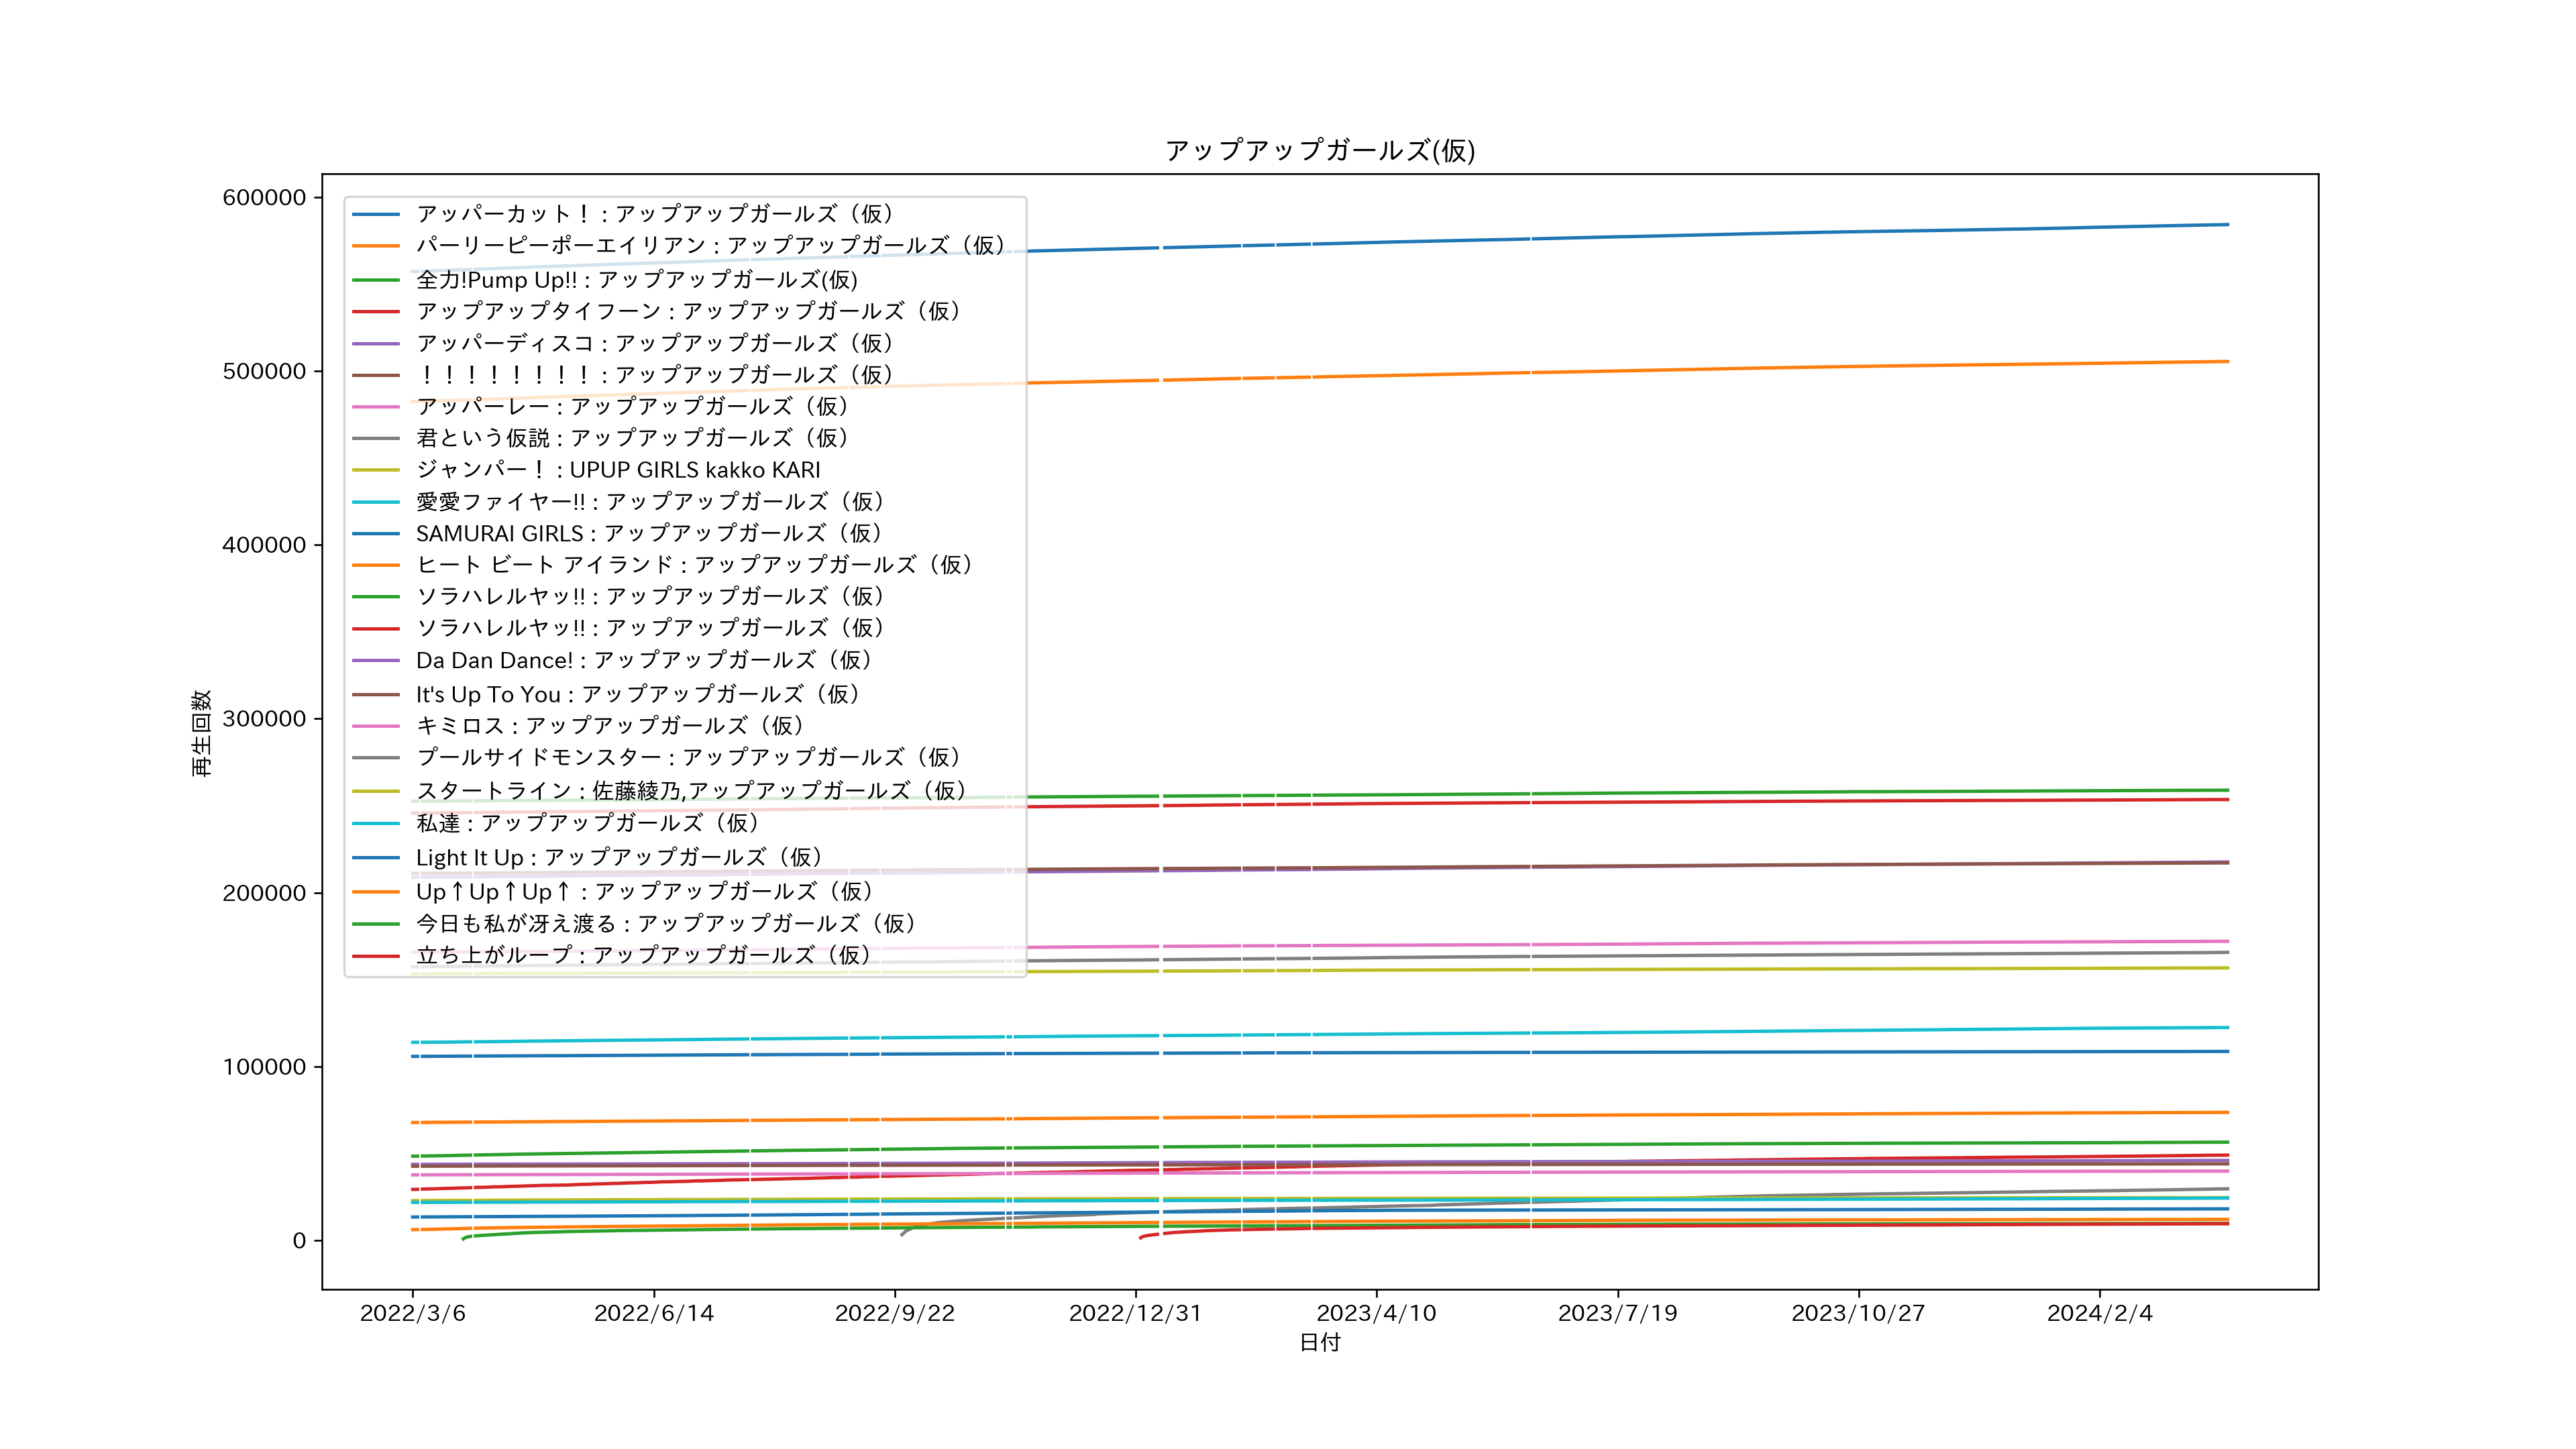 アップアップガールズ(仮)
600000
500000
400000
300000
200000
100000
0
再生回数
アッパーカット！ : アップアップガールズ（仮）
パーリーピーポーエイリアン : アップアップガールズ（仮）
全力!Pump Up!! : アップアップガールズ(仮)
アップアップタイフーン : アップアップガールズ（仮）
アッパーディスコ : アップアップガールズ（仮）
！！！！！！！！ : アップアップガールズ（仮）
アッパーレー : アップアップガールズ（仮）
君という仮説 : アップアップガールズ（仮）
ジャンパー！ : UPUP GIRLS kakko KARI
愛愛ファイヤー!! : アップアップガールズ（仮）
SAMURAI GIRLS : アップアップガールズ（仮）
ヒート ビート アイランド : アップアップガールズ（仮）
ソラハレルヤッ!! : アップアップガールズ（仮）
ソラハレルヤッ!! : アップアップガールズ（仮）
Da Dan Dance! : アップアップガールズ（仮）
It's Up To You : アップアップガールズ（仮）
キミロス : アップアップガールズ（仮）
プールサイドモンスター : アップアップガールズ（仮）
スタートライン : 佐藤綾乃,アップアップガールズ（仮）
私達 : アップアップガールズ（仮）
Light It Up : アップアップガールズ（仮）
Up↑Up↑Up↑ : アップアップガールズ（仮）
今日も私が冴え渡る : アップアップガールズ（仮）
立ち上がループ : アップアップガールズ（仮）
2022/3/6
2022/6/14
2022/9/22
2022/12/31
2023/4/10
2023/7/19
2023/10/27
2024/2/4
日付